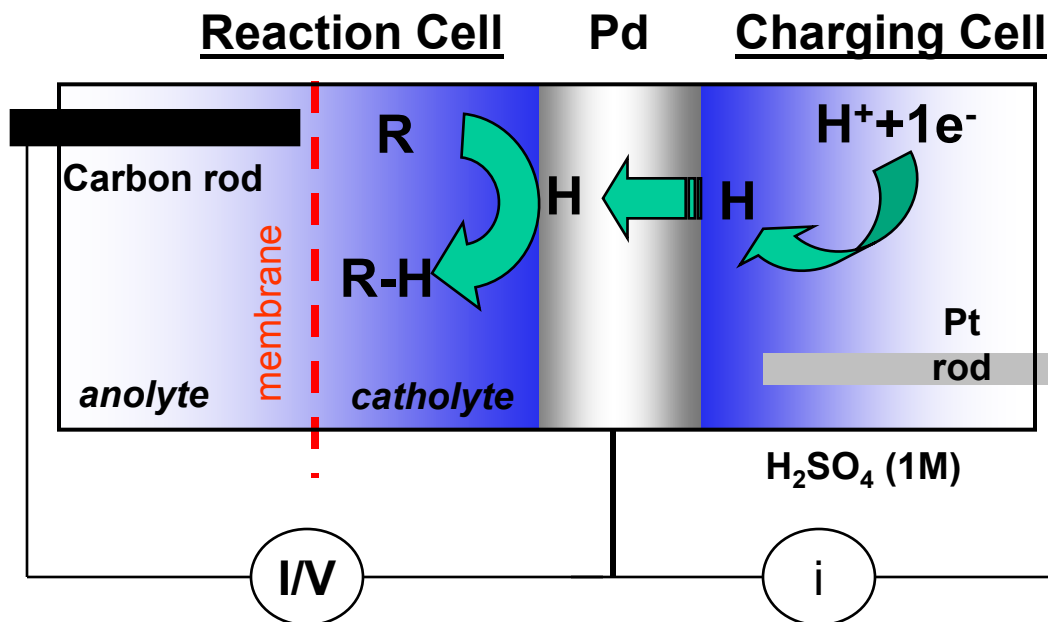 Reaction Cell Pd Charging Cell
R
H⁺+1e⁻
Carbon rod
H
H
R-H
membrane
Pt
rod
anolyte
catholyte
H₂SO₄ (1M)
I/V
i